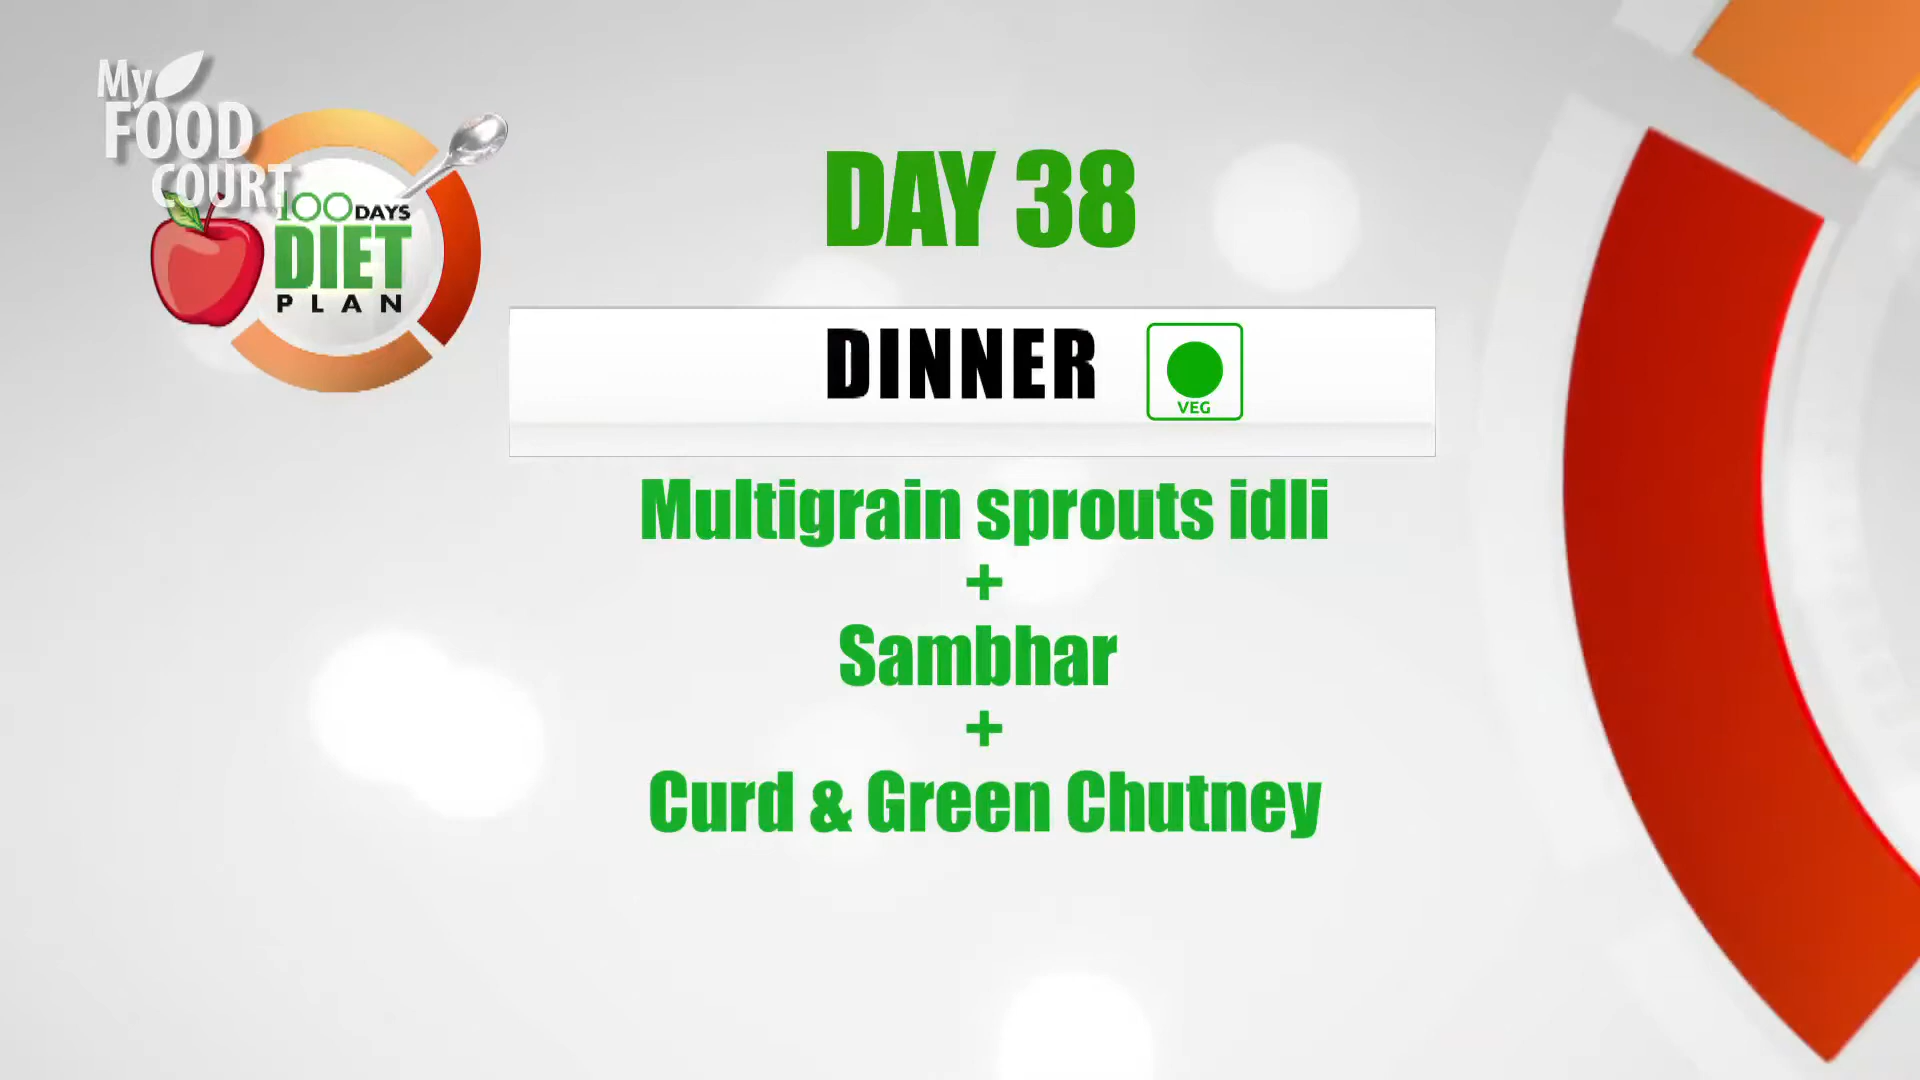 My
FOOD
COURT
100 DAYS
DIET
PLAN
DAY 38
DINNER
VEG
Multigrain sprouts idli
+
Sambhar
+
Curd & Green Chutney